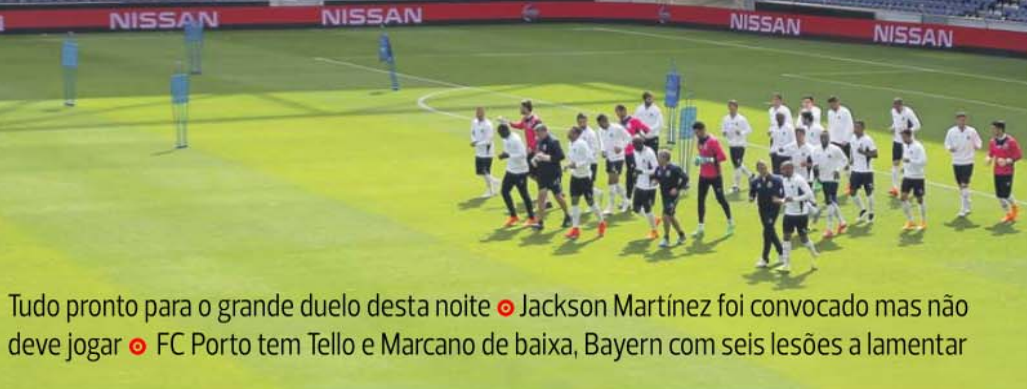 NISSAN NISSAN NISSAN NISSAN
Tudo pronto para o grande duelo desta noite Jackson Martínez foi convocado mas não
deve jogar FC Porto tem Tello e Marcano de baixa, Bayern com seis lesões a lamentar